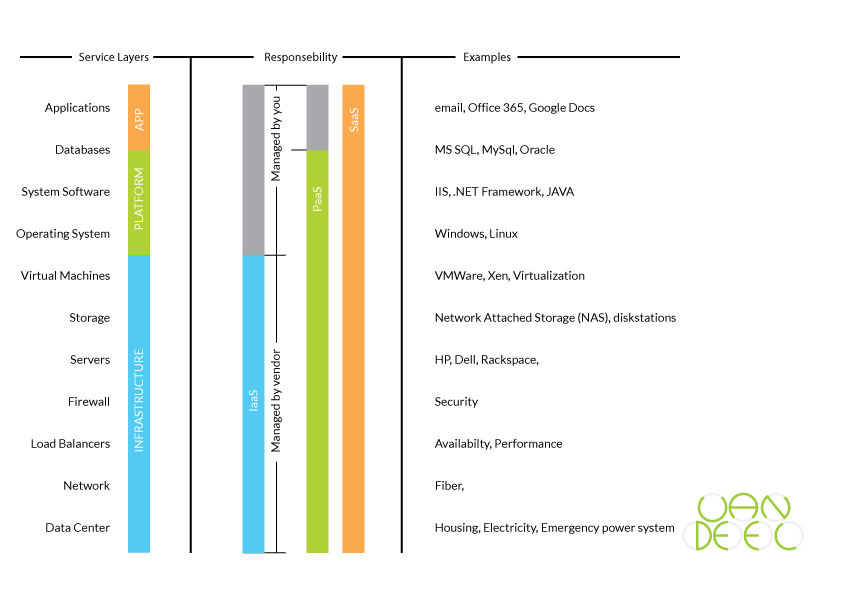 Service Layers
Responsebility
Examples
Applications
email, Office 365, Google Docs
Databases
MS SQL, MySql, Oracle
System Software
IIS, .NET Framework, JAVA
Operating System
Windows, Linux
Virtual Machines
VMWare, Xen, Virtualization
Storage
Network Attached Storage (NAS), diskstations
Servers
HP, Dell, Rackspace,
Firewall
Security
Load Balancers
Availabilty, Performance
Network
Fiber,
Data Center
Housing, Electricity, Emergency power system
APP
PLATFORM
INFRASTRUCTURE
IaaS
Managed by you
Managed by vendor
PaaS
SaaS
VAN
DEEC